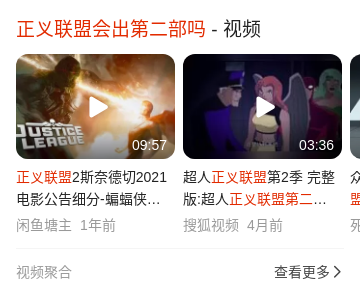 正义联盟会出第二部吗 - 视频
JUSTICE
LEAGUE
09:57
03:36
正义联盟2斯奈德切2021
电影公告细分-蝙蝠侠...
闲鱼塘主 1年前
超人正义联盟第2季 完整
版:超人正义联盟第二...
搜狐视频 4月前
视频聚合
查看更多